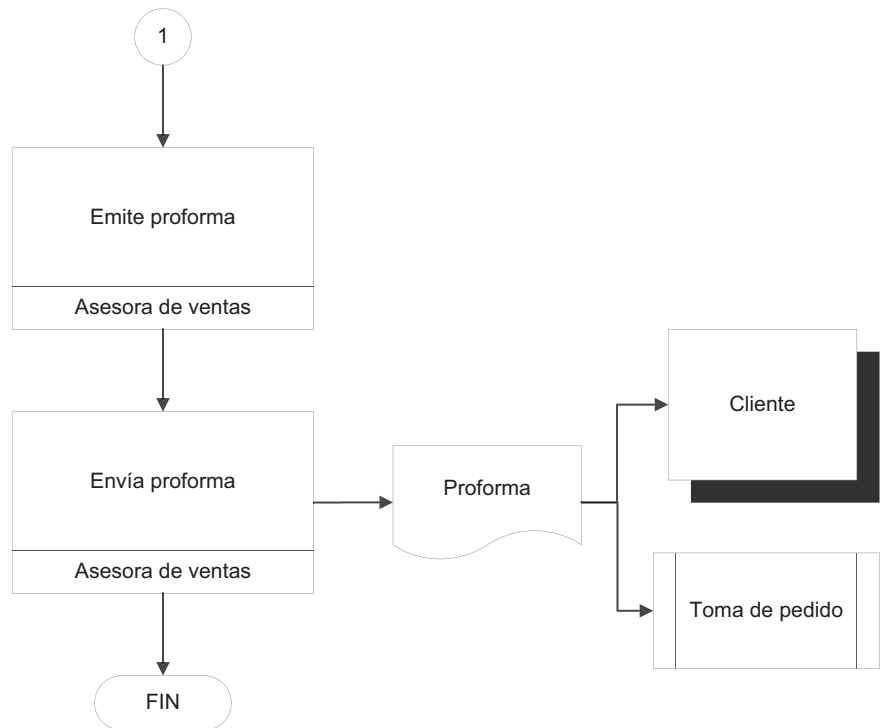 1
Emite proforma
Asesora de ventas
Envía proforma
Asesora de ventas
FIN
Proforma
Cliente
Toma de pedido